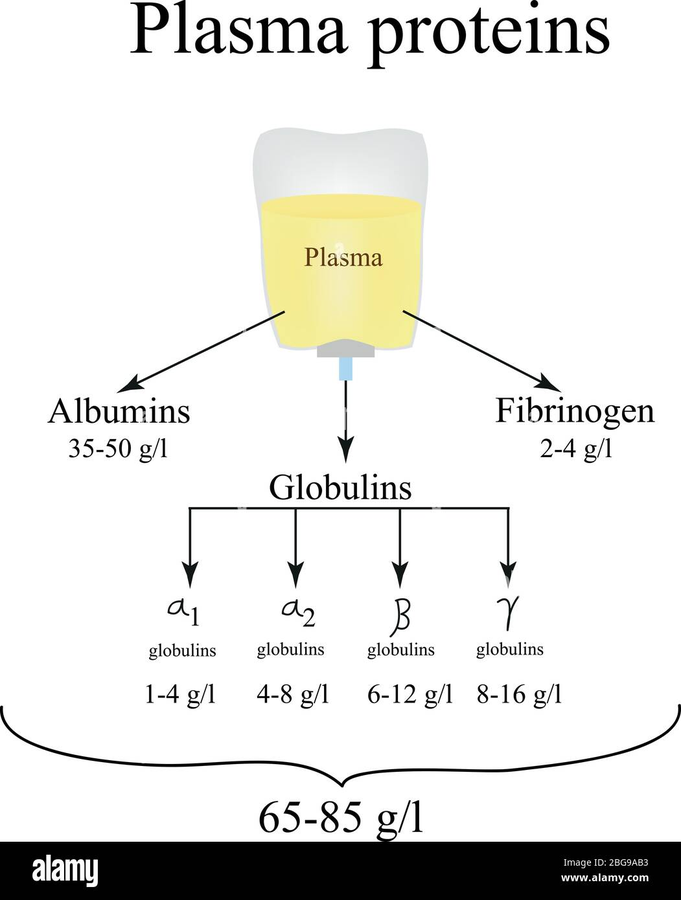 Plasma proteins
Plasma
Albumins
35-50 g/l
Fibrinogen
2-4 g/l
Globulins
α1
globulins
1-4 g/l
α2
globulins
4-8 g/l
β
globulins
6-12 g/l
γ
globulins
8-16 g/l
65-85 g/l
alamy
Image ID: 2BG9AB3
www.alamy.com